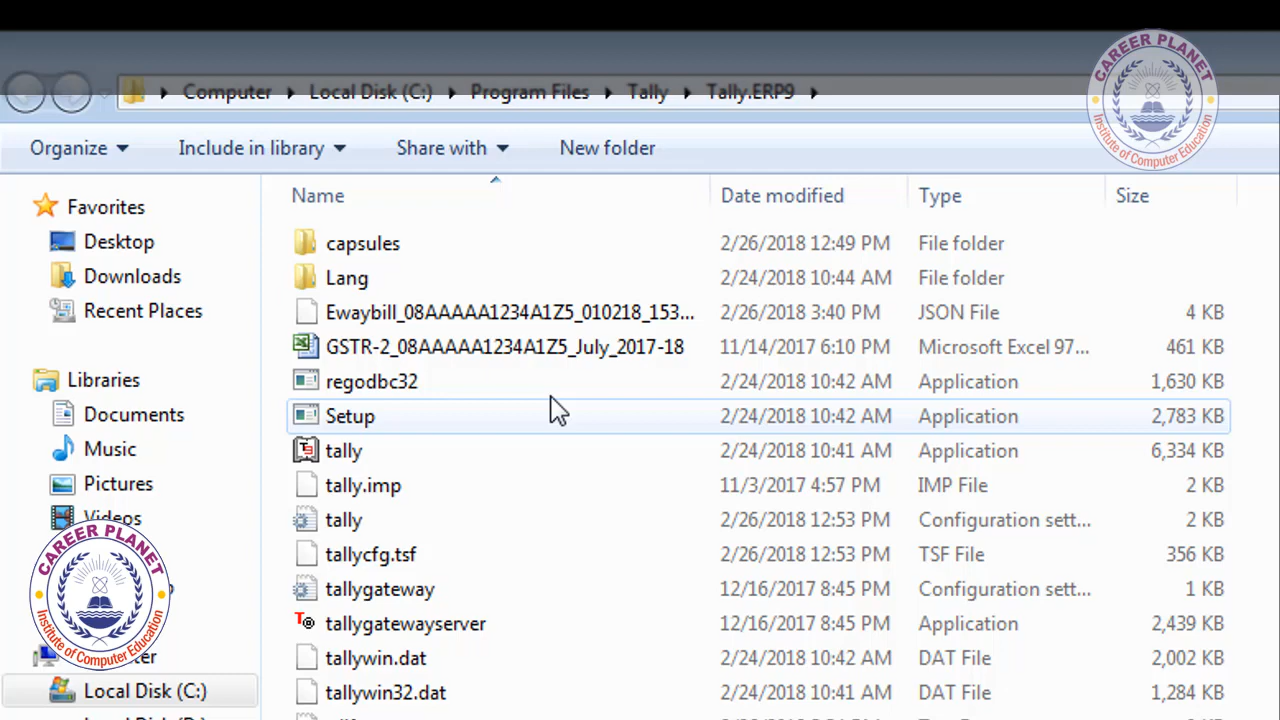 Computer Local Disk (C:) Program Files Tally Tally.ERP9
CAREER PLANET
Institute of Computer Education
Organize Include in library Share with New folder
Name Date modified Type Size
Favorites
Desktop
Downloads
Recent Places
Libraries
Documents
Music
Pictures
Videos
Local Disk (C:)
capsules 2/26/2018 12:49 PM File folder
Lang 2/24/2018 10:44 AM File folder
Ewaybill_08AAAAA1234A1Z5_010218_153... 2/26/2018 3:40 PM JSON File 4 KB
GSTR-2_08AAAAA1234A1Z5_July_2017-18 11/14/2017 6:10 PM Microsoft Excel 97... 461 KB
regodbc32 2/24/2018 10:42 AM Application 1,630 KB
Setup 2/24/2018 10:42 AM Application 2,783 KB
tally 2/24/2018 10:41 AM Application 6,334 KB
tally.imp 11/3/2017 4:57 PM IMP File 2 KB
tally 2/26/2018 12:53 PM Configuration sett... 2 KB
tallycfg.tsf 2/26/2018 12:53 PM TSF File 356 KB
tallygateway 12/16/2017 8:45 PM Configuration sett... 1 KB
tallygatewayserver 12/16/2017 8:45 PM Application 2,439 KB
tallywin.dat 2/24/2018 10:42 AM DAT File 2,002 KB
tallywin32.dat 2/24/2018 10:41 AM DAT File 1,284 KB
CAREER PLANET
Institute of Computer Education